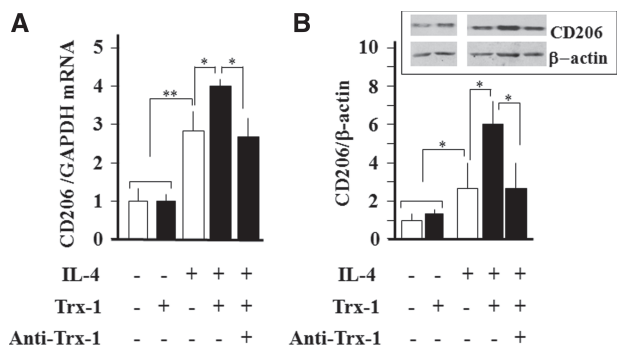 A
CD206/GAPDH mRNA
5
4
3
2
1
0
**
*
*
IL-4 - - + + +
Trx-1 - + - + +
Anti-Trx-1 - - - - +
B
CD206
β-actin
CD206/β-actin
10
8
6
4
2
0
*
*
*
IL-4 - - + + +
Trx-1 - + - + +
Anti-Trx-1 - - - - +